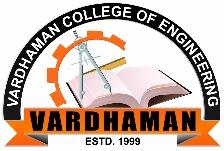 VARDHAMAN COLLEGE OF ENGINEERING
VARDHAMAN
ESTD. 1999